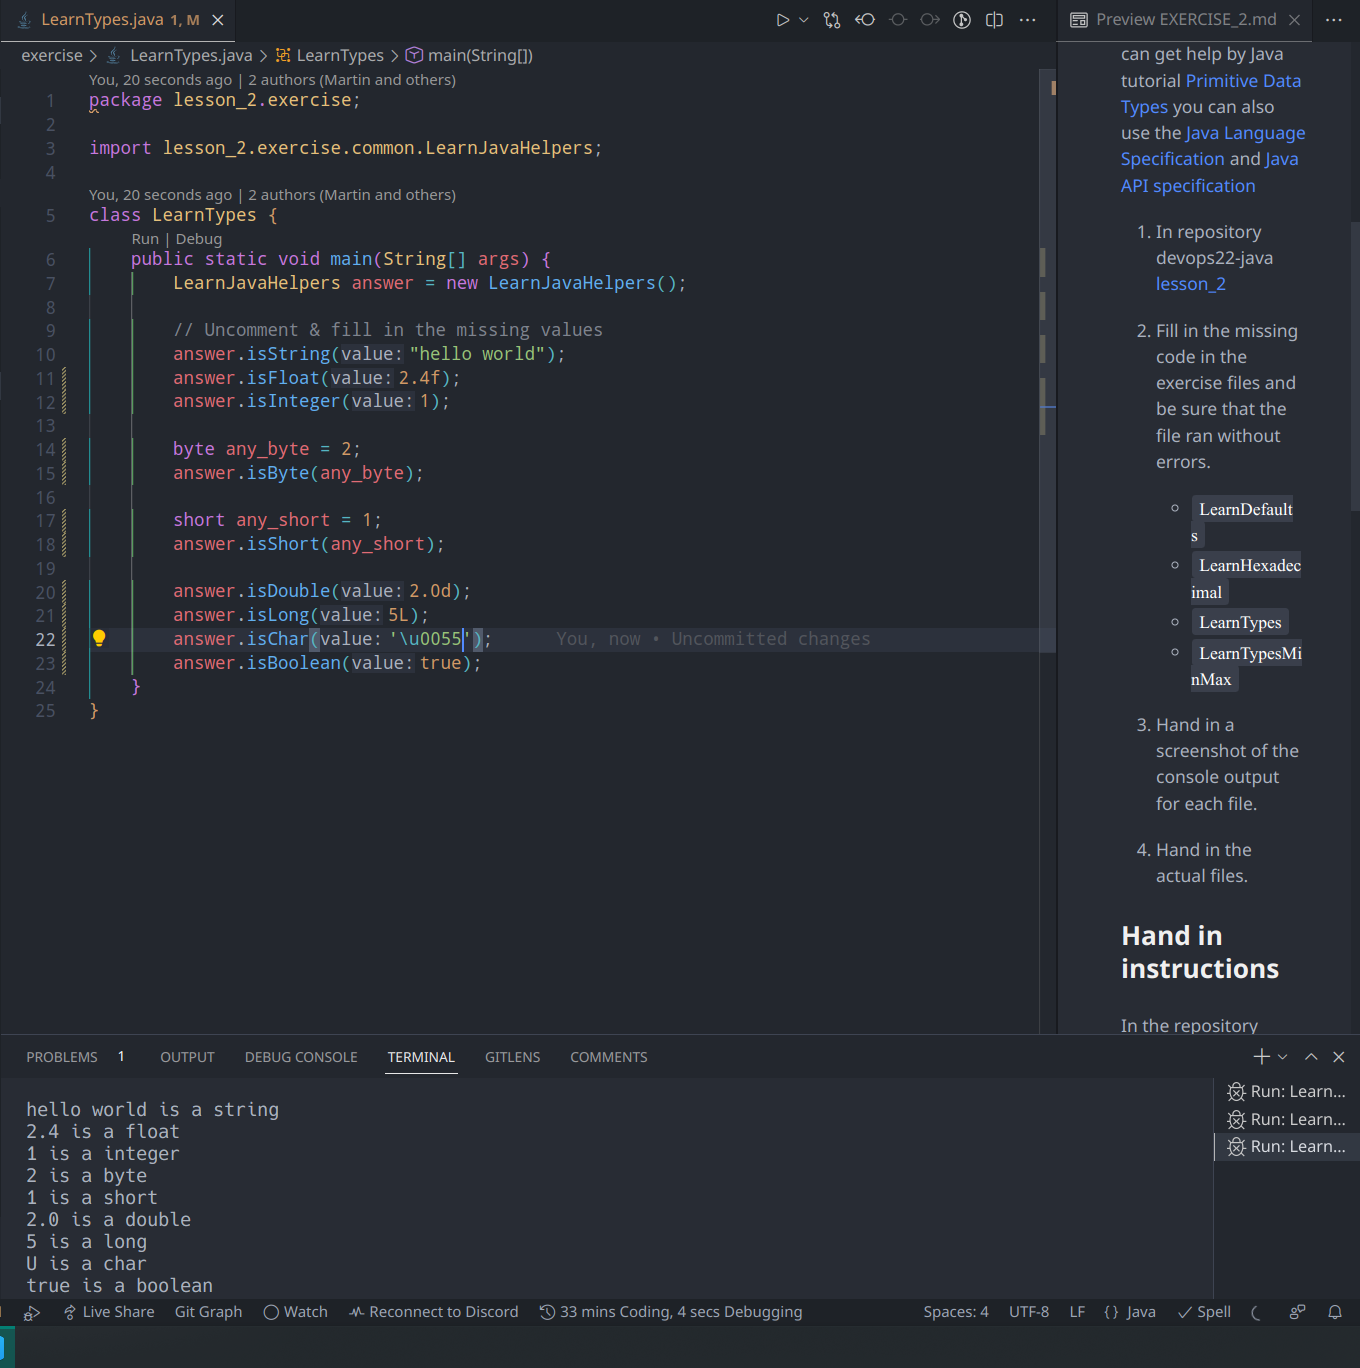 LearnTypes.java 1, M
exercise > LearnTypes.java > LearnTypes > main(String[])
You, 20 seconds ago | 2 authors (Martin and others)
1 package lesson_2.exercise;
2
3 import lesson_2.exercise.common.LearnJavaHelpers;
4
You, 20 seconds ago | 2 authors (Martin and others)
5 class LearnTypes {
Run | Debug
6 public static void main(String[] args) {
7 LearnJavaHelpers answer = new LearnJavaHelpers();
8
9 // Uncomment & fill in the missing values
10 answer.isString(value: "hello world");
11 answer.isFloat(value: 2.4f);
12 answer.isInteger(value: 1);
13
14 byte any_byte = 2;
15 answer.isByte(any_byte);
16
17 short any_short = 1;
18 answer.isShort(any_short);
19
20 answer.isDouble(value: 2.0d);
21 answer.isLong(value: 5L);
22 answer.isChar(value: '\u0055'); You, now • Uncommitted changes
23 answer.isBoolean(value: true);
24 }
25 }
Preview EXERCISE_2.md
can get help by Java
tutorial Primitive Data
Types you can also
use the Java Language
Specification and Java
API specification
1. In repository
devops22-java
lesson_2
2. Fill in the missing
code in the
exercise files and
be sure that the
file ran without
errors.
LearnDefault
s
LearnHexadec
imal
LearnTypes
LearnTypesMi
nMax
3. Hand in a
screenshot of the
console output
for each file.
4. Hand in the
actual files.
Hand in
instructions
In the repository
PROBLEMS 1 OUTPUT DEBUG CONSOLE TERMINAL GITLENS COMMENTS
hello world is a string
2.4 is a float
1 is a integer
2 is a byte
1 is a short
2.0 is a double
5 is a long
U is a char
true is a boolean
Run: Learn...
Run: Learn...
Run: Learn...
Live Share Git Graph Watch Reconnect to Discord 33 mins Coding, 4 secs Debugging Spaces: 4 UTF-8 LF {} Java Spell